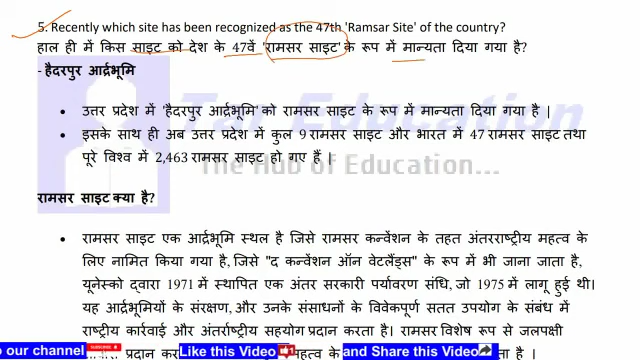 5. Recently which site has been recognized as the 47th 'Ramsar Site' of the country?
हाल ही में किस साइट को देश के 47वें 'रामसर साइट' के रूप में मान्यता दिया गया है?
- हैदरपुर आर्द्रभूमि
• उत्तर प्रदेश में 'हैदरपुर आर्द्रभूमि' को रामसर साइट के रूप में मान्यता दिया गया है |
• इसके साथ ही अब उत्तर प्रदेश में कुल 9 रामसर साइट और भारत में 47 रामसर साइट तथा
पूरे विश्व में 2,463 रामसर साइट हो गए हैं |
The Hub of Education...
रामसर साइट क्या है?
• रामसर साइट एक आर्द्रभूमि स्थल है जिसे रामसर कन्वेंशन के तहत अंतरराष्ट्रीय महत्व के
लिए नामित किया गया है, जिसे "द कन्वेंशन ऑन वेटलैंड्स" के रूप में भी जाना जाता है,
यूनेस्को द्वारा 1971 में स्थापित एक अंतर सरकारी पर्यावरण संधि, जो 1975 में लागू हुई थी।
यह आर्द्रभूमियों के संरक्षण, और उनके संसाधनों के विवेकपूर्ण सतत उपयोग के संबंध में
राष्ट्रीय कार्रवाई और अंतर्राष्ट्रीय सहयोग प्रदान करता है। रामसर विशेष रूप से जलपक्षी
o our channel SUBSCRIBE Like this Video and Share this Video